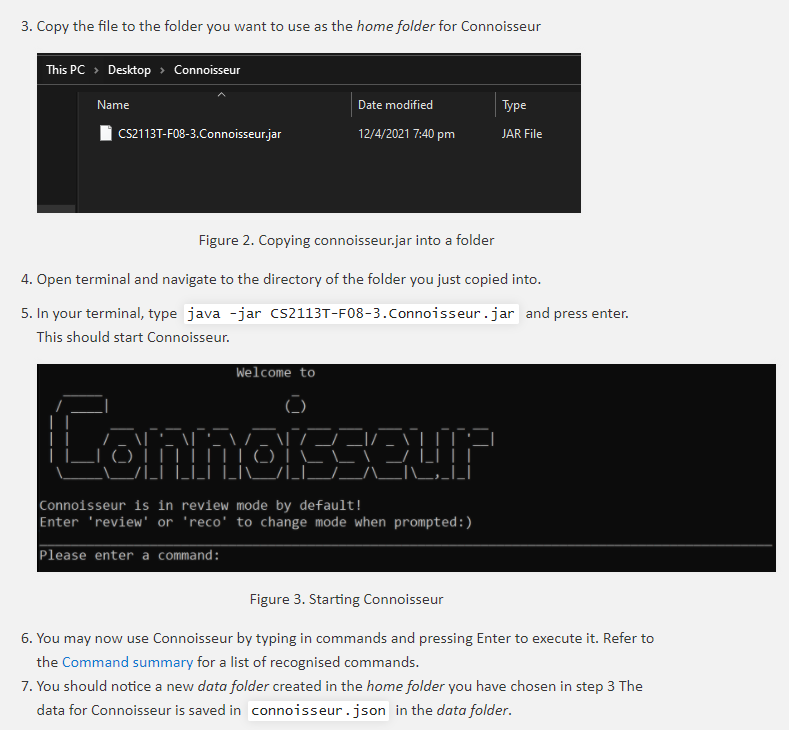 3. Copy the file to the folder you want to use as the home folder for Connoisseur
This PC > Desktop > Connoisseur
Name Date modified Type
CS2113T-F08-3.Connoisseur.jar 12/4/2021 7:40 pm JAR File
Figure 2. Copying connoisseur.jar into a folder
4. Open terminal and navigate to the directory of the folder you just copied into.
5. In your terminal, type java -jar CS2113T-F08-3.Connoisseur.jar and press enter.
This should start Connoisseur.
Welcome to
Connoisseur
Connoisseur is in review mode by default!
Enter 'review' or 'reco' to change mode when prompted:)
Please enter a command:
Figure 3. Starting Connoisseur
6. You may now use Connoisseur by typing in commands and pressing Enter to execute it. Refer to
the Command summary for a list of recognised commands.
7. You should notice a new data folder created in the home folder you have chosen in step 3 The
data for Connoisseur is saved in connoisseur.json in the data folder.